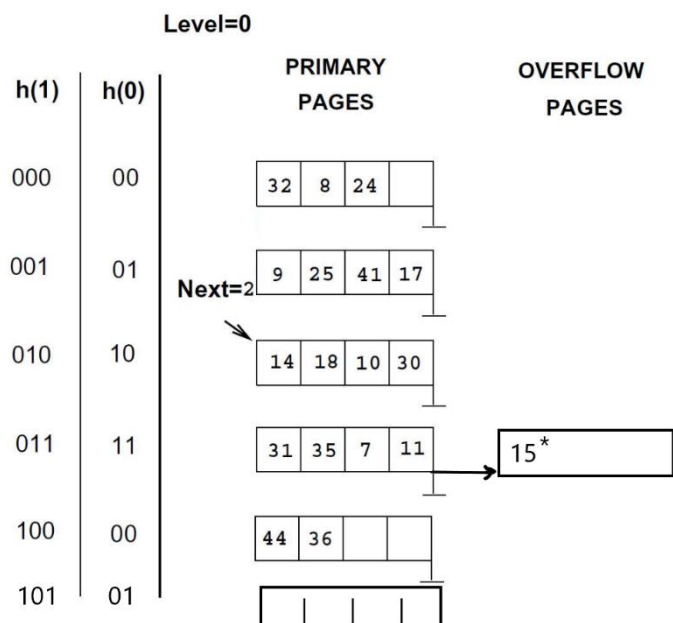 Level=0
h(1) h(0) PRIMARY PAGES OVERFLOW PAGES
000 00 32 8 24
001 01 9 25 41 17
Next=2
010 10 14 18 10 30
011 11 31 35 7 11 15*
100 00 44 36
101 01